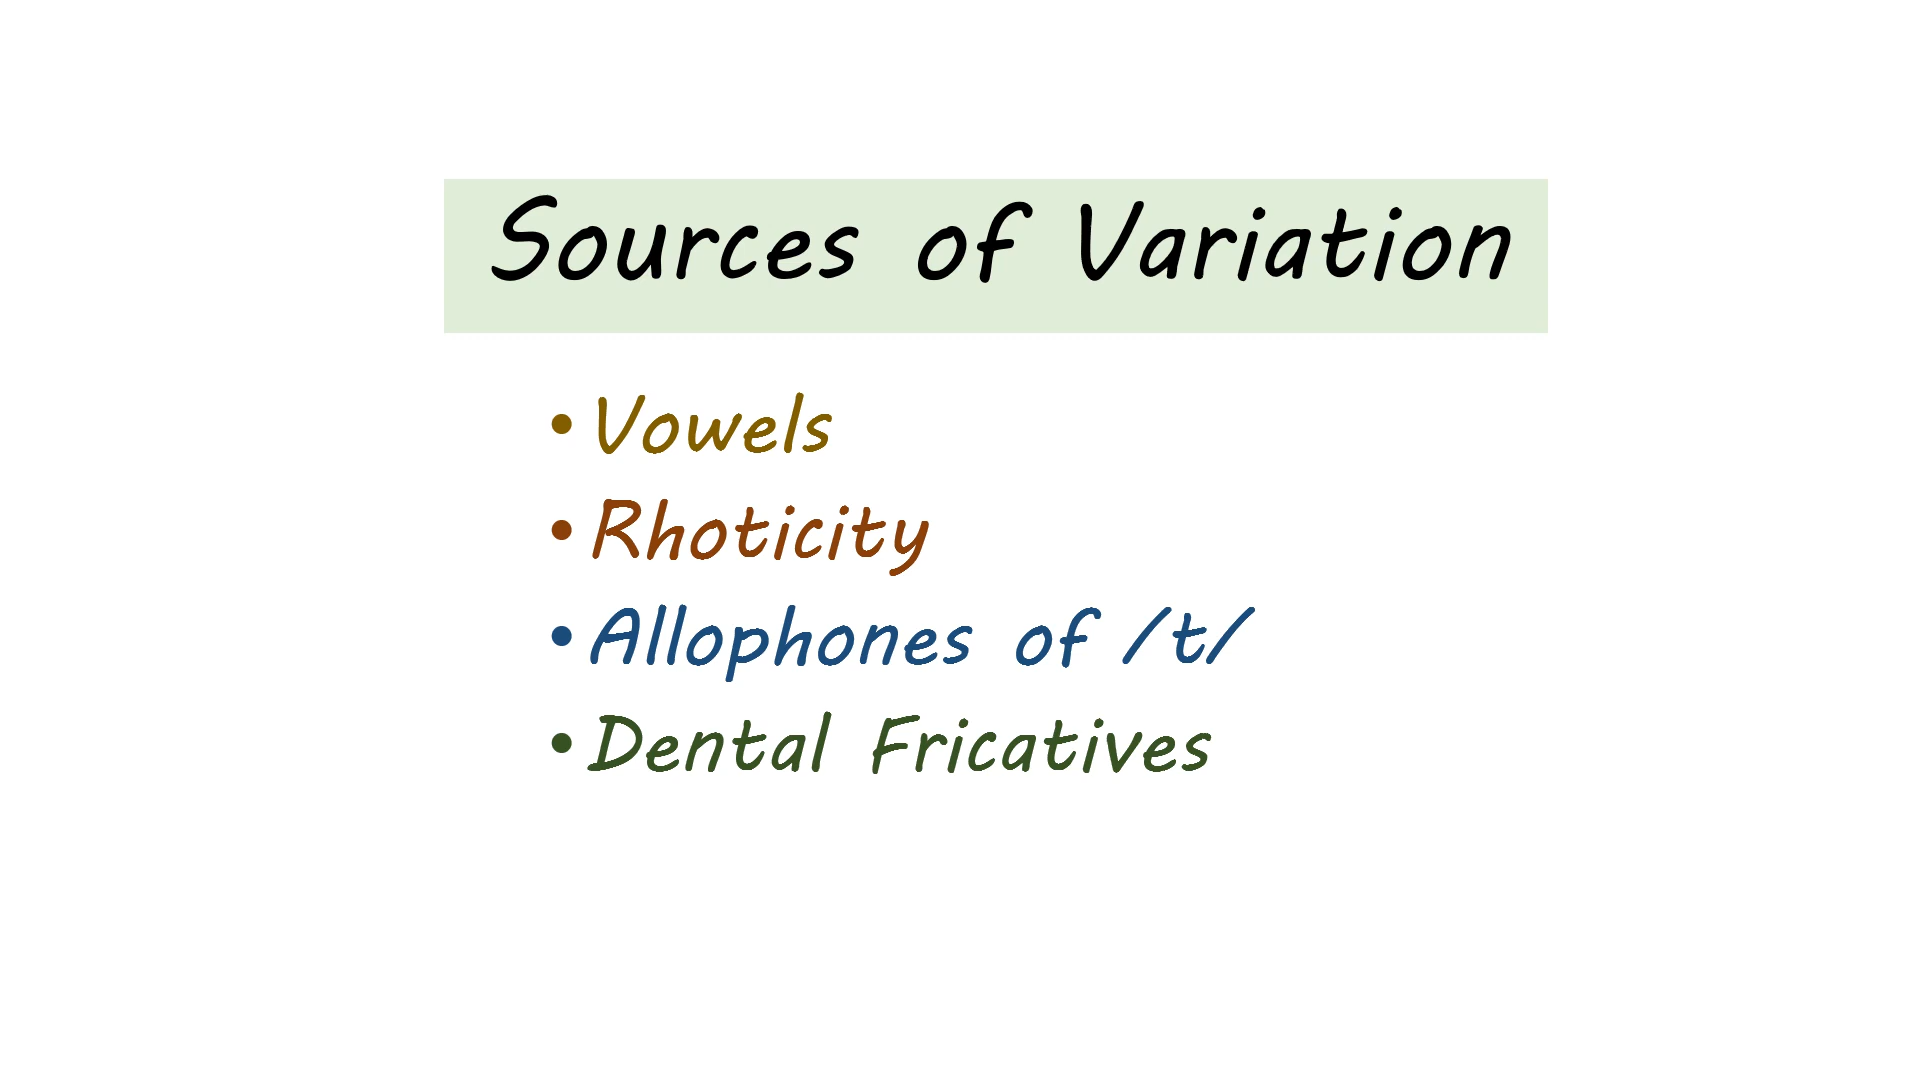 Sources of Variation
• Vowels
• Rhoticity
• Allophones of /t/
• Dental Fricatives